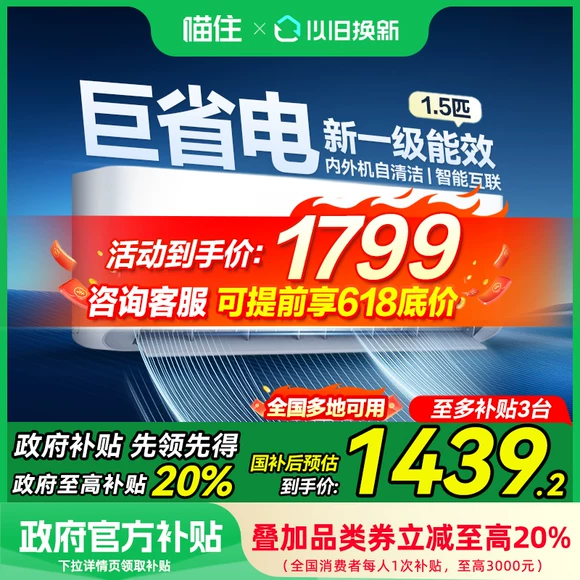 喵住 × 以旧换新
1.5匹
巨省电
新一级能效
内外机自清洁 | 智能互联
活动到手价: 1799
咨询客服 可提前享618底价
全国多地可用
至多补贴3台
政府补贴 先领先得
政府至高补贴20%
国补后预估
到手价: 1439.2
政府官方补贴
下拉详情页领取补贴
叠加品类券立减至高20%
(全国消费者每人1次补贴, 至高3000元)